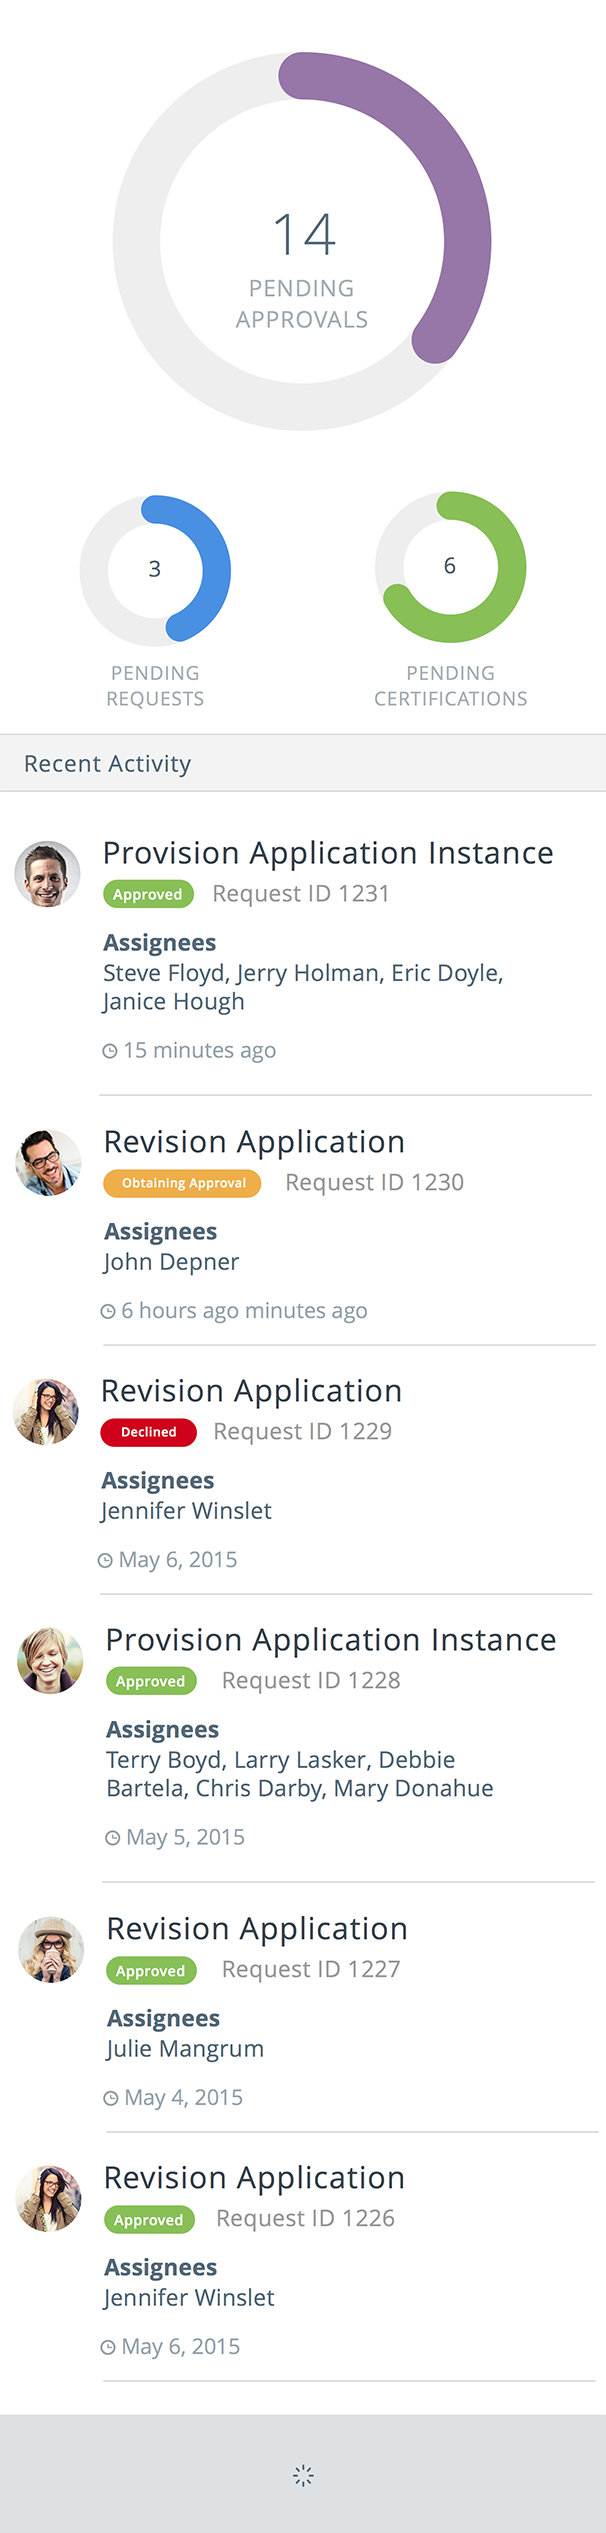 14
PENDING
APPROVALS
3
PENDING
REQUESTS
6
PENDING
CERTIFICATIONS
Recent Activity
Provision Application Instance
Approved Request ID 1231
Assignees
Steve Floyd, Jerry Holman, Eric Doyle,
Janice Hough
15 minutes ago
Revision Application
Obtaining Approval Request ID 1230
Assignees
John Depner
6 hours ago minutes ago
Revision Application
Declined Request ID 1229
Assignees
Jennifer Winslet
May 6, 2015
Provision Application Instance
Approved Request ID 1228
Assignees
Terry Boyd, Larry Lasker, Debbie
Bartela, Chris Darby, Mary Donahue
May 5, 2015
Revision Application
Approved Request ID 1227
Assignees
Julie Mangrum
May 4, 2015
Revision Application
Approved Request ID 1226
Assignees
Jennifer Winslet
May 6, 2015